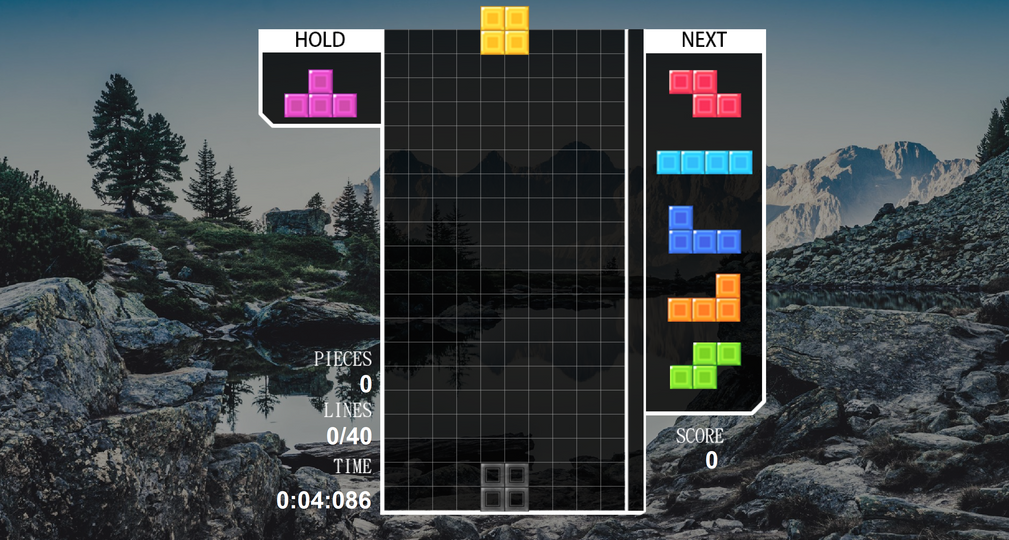 HOLD
NEXT
PIECES
0
LINES
0/40
TIME
0:04:086
SCORE
0